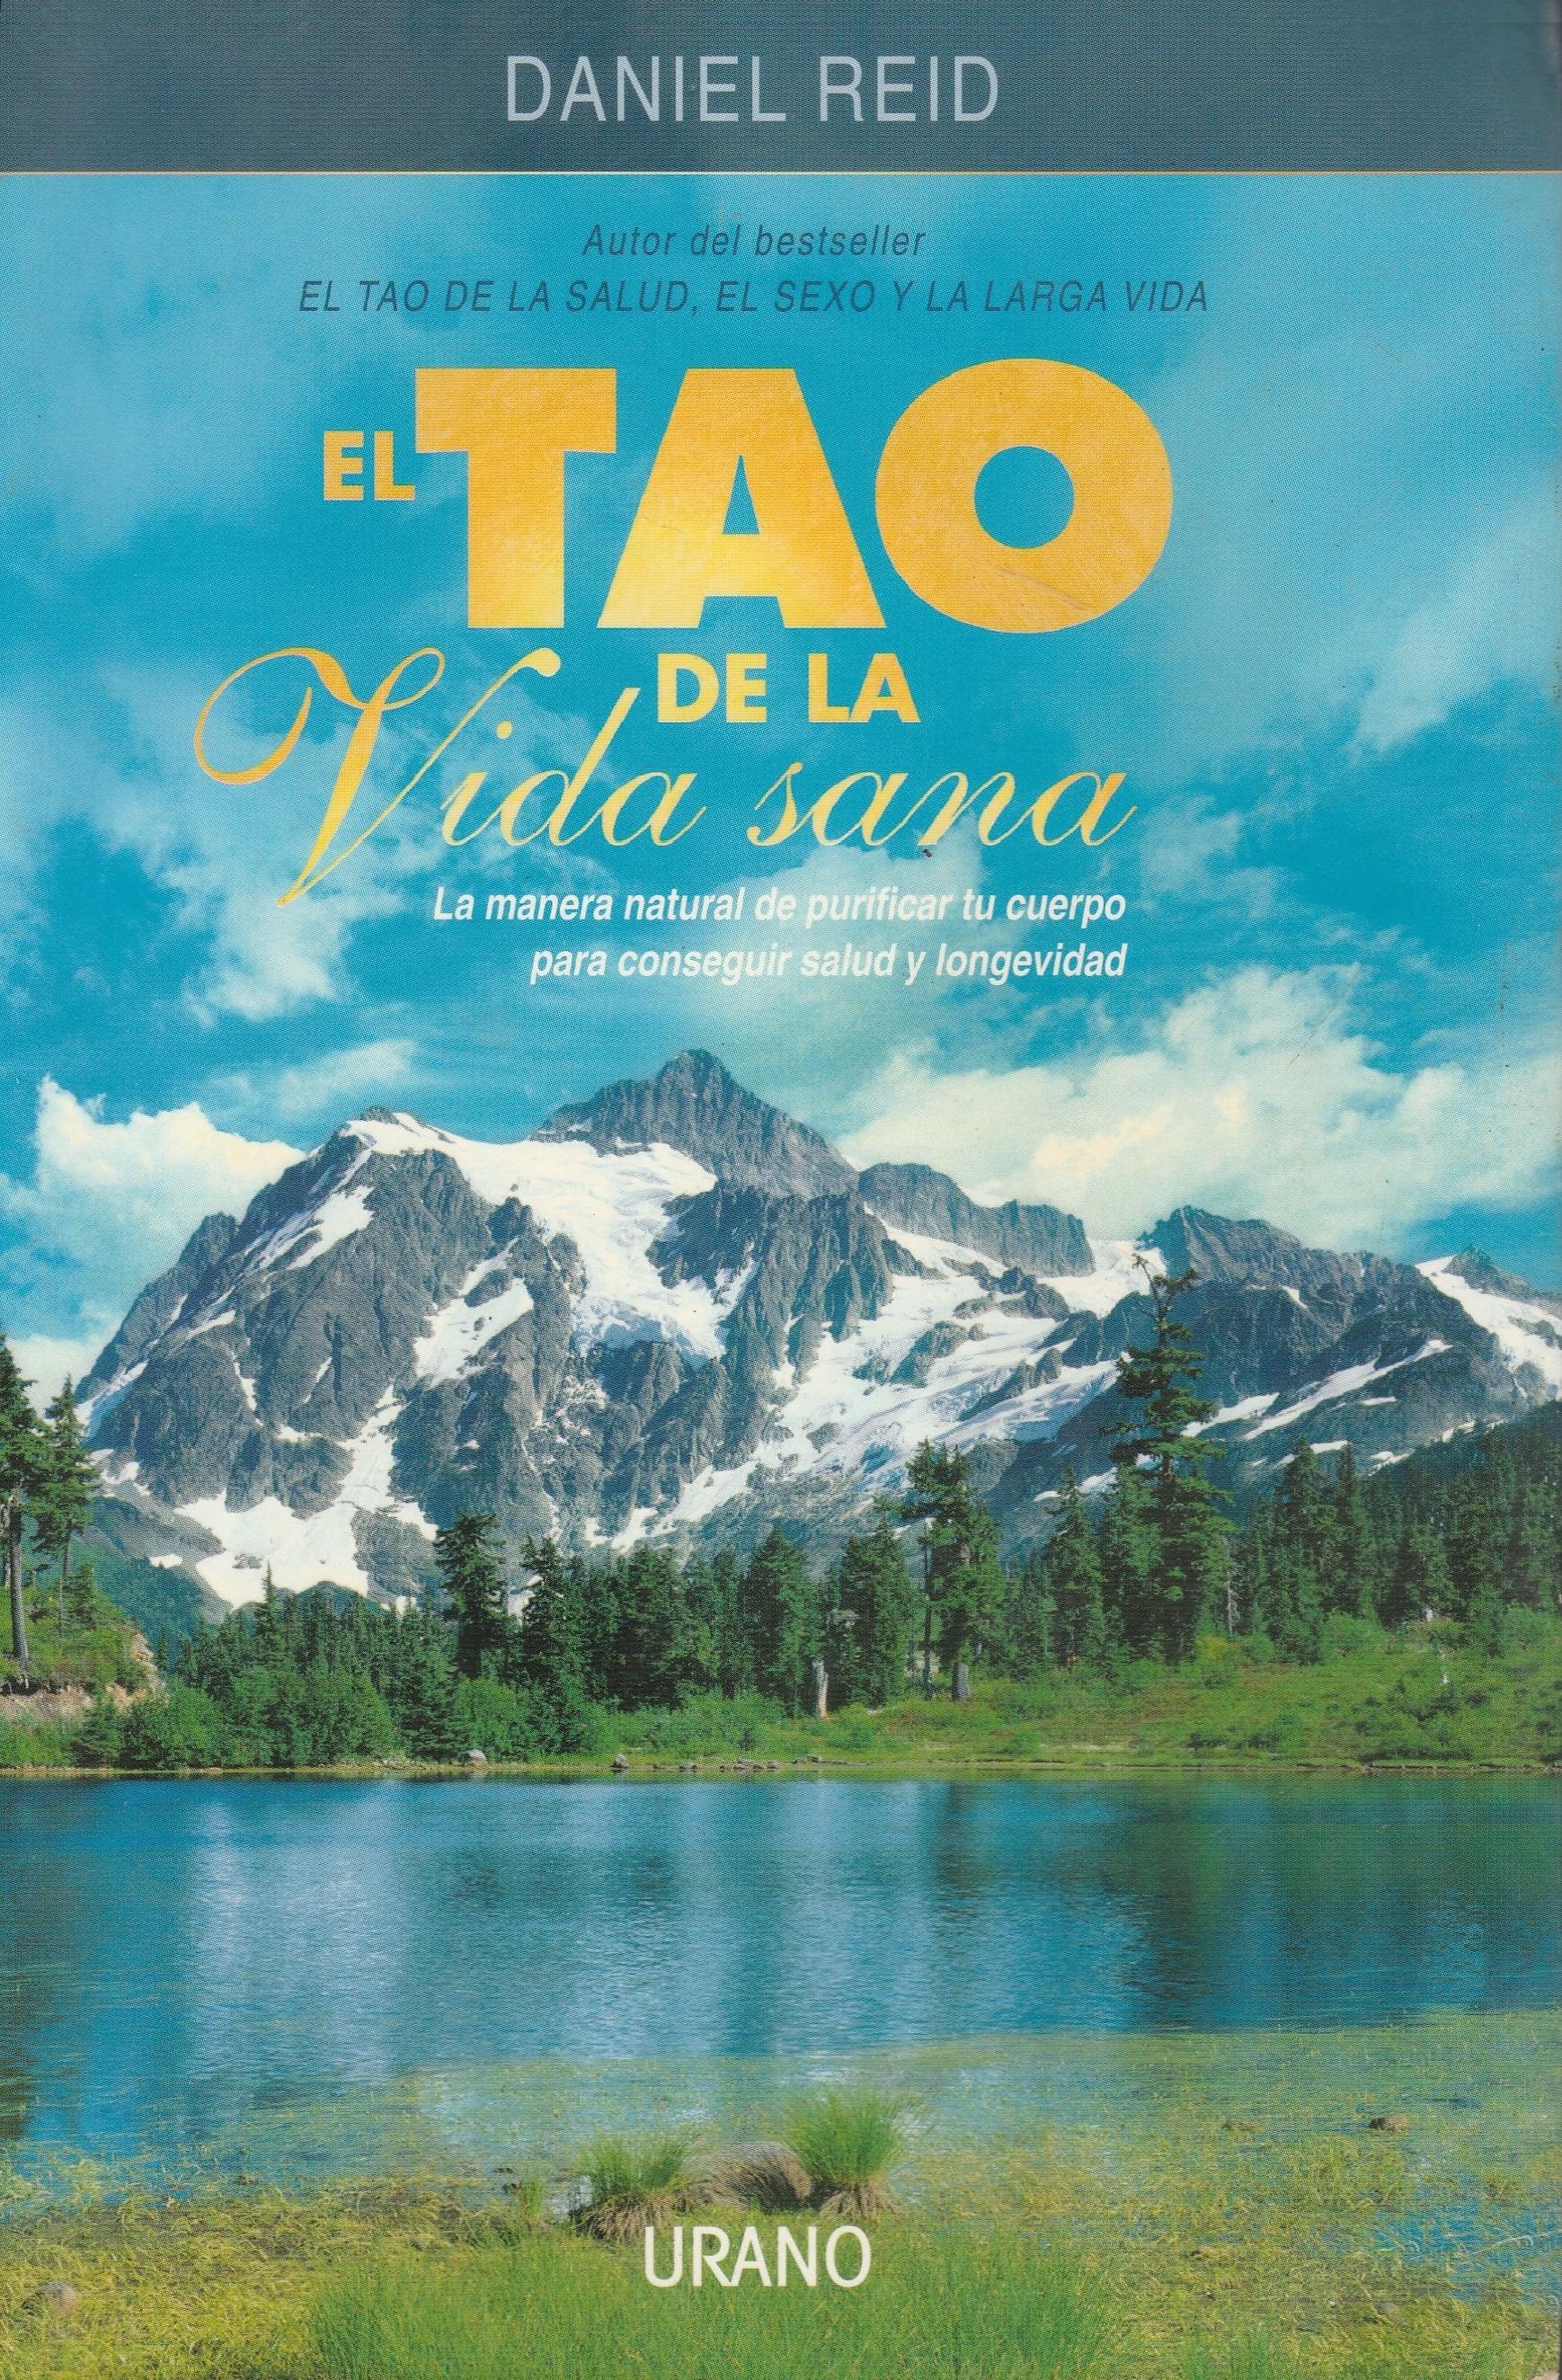 DANIEL REID
Autor del bestseller
EL TAO DE LA SALUD, EL SEXO Y LA LARGA VIDA
EL TAO
DE LA
Vida sana
La manera natural de purificar tu cuerpo
para conseguir salud y longevidad
URANO